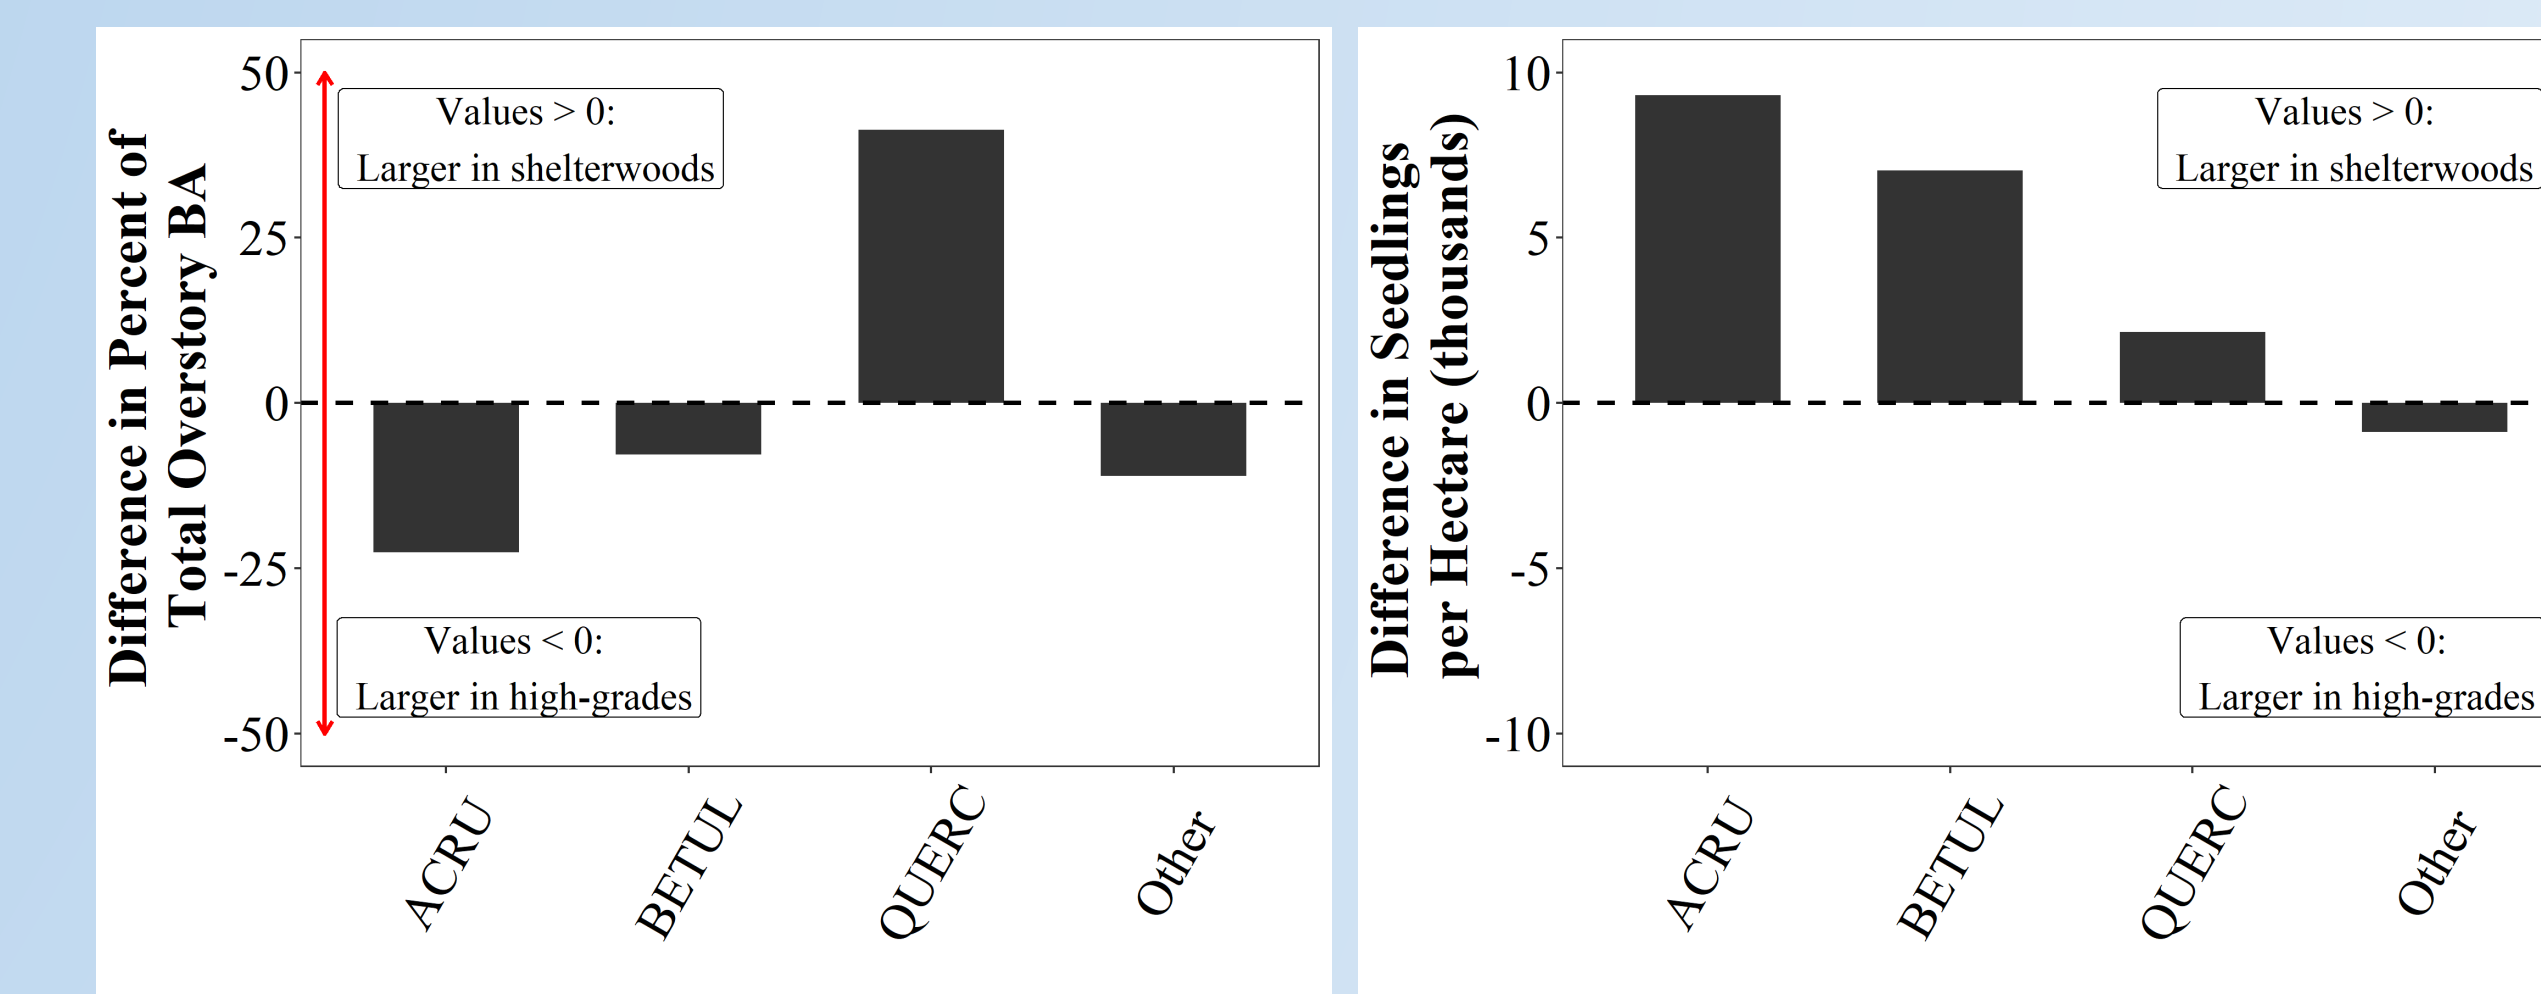 Difference in Percent of
Total Overstory BA
50
25
0
-25
-50
Values > 0:
Larger in shelterwoods
Values < 0:
Larger in high-grades
ACRU
BETUL
QUERC
Other
Difference in Seedlings
per Hectare (thousands)
10
5
0
-5
-10
Values > 0:
Larger in shelterwoods
Values < 0:
Larger in high-grades
ACRU
BETUL
QUERC
Other